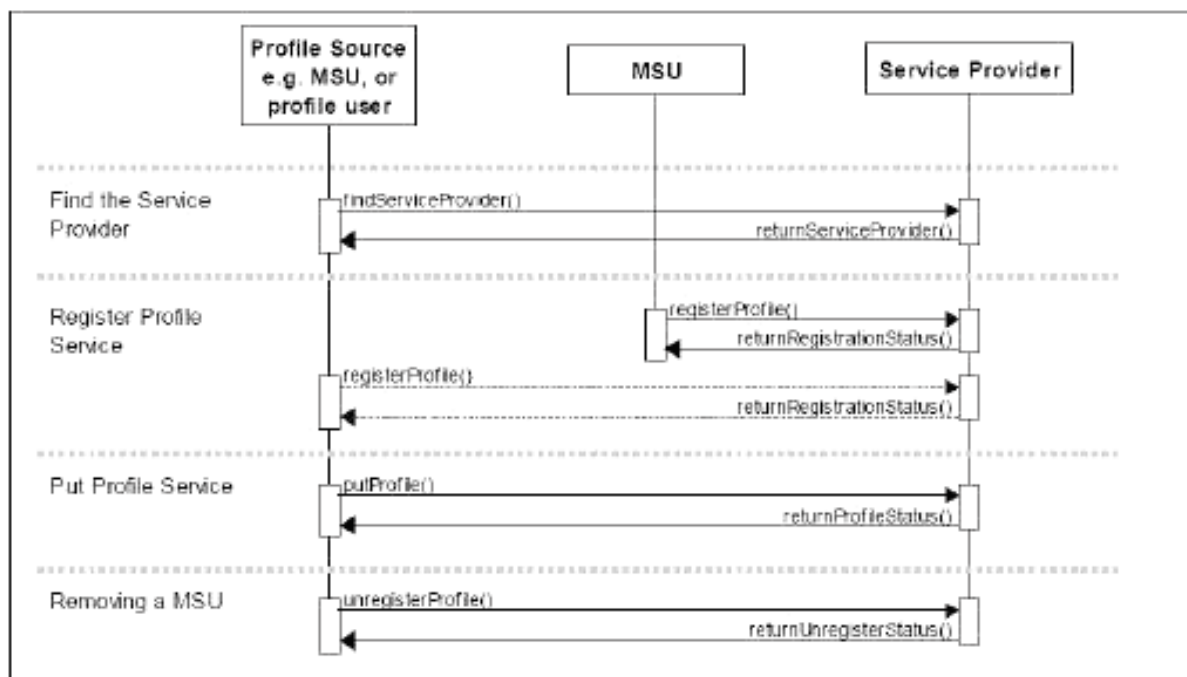 Profile Source
e.g. MSU, or
profile user
MSU
Service Provider
Find the Service
Provider
findServiceProvider()
returnServiceProvider()
Register Profile
Service
registerProfile()
returnRegistrationStatus()
registerProfile()
returnRegistrationStatus()
Put Profile Service
putProfile()
returnProfileStatus()
Removing a MSU
unregisterProfile()
returnUnregisterStatus()